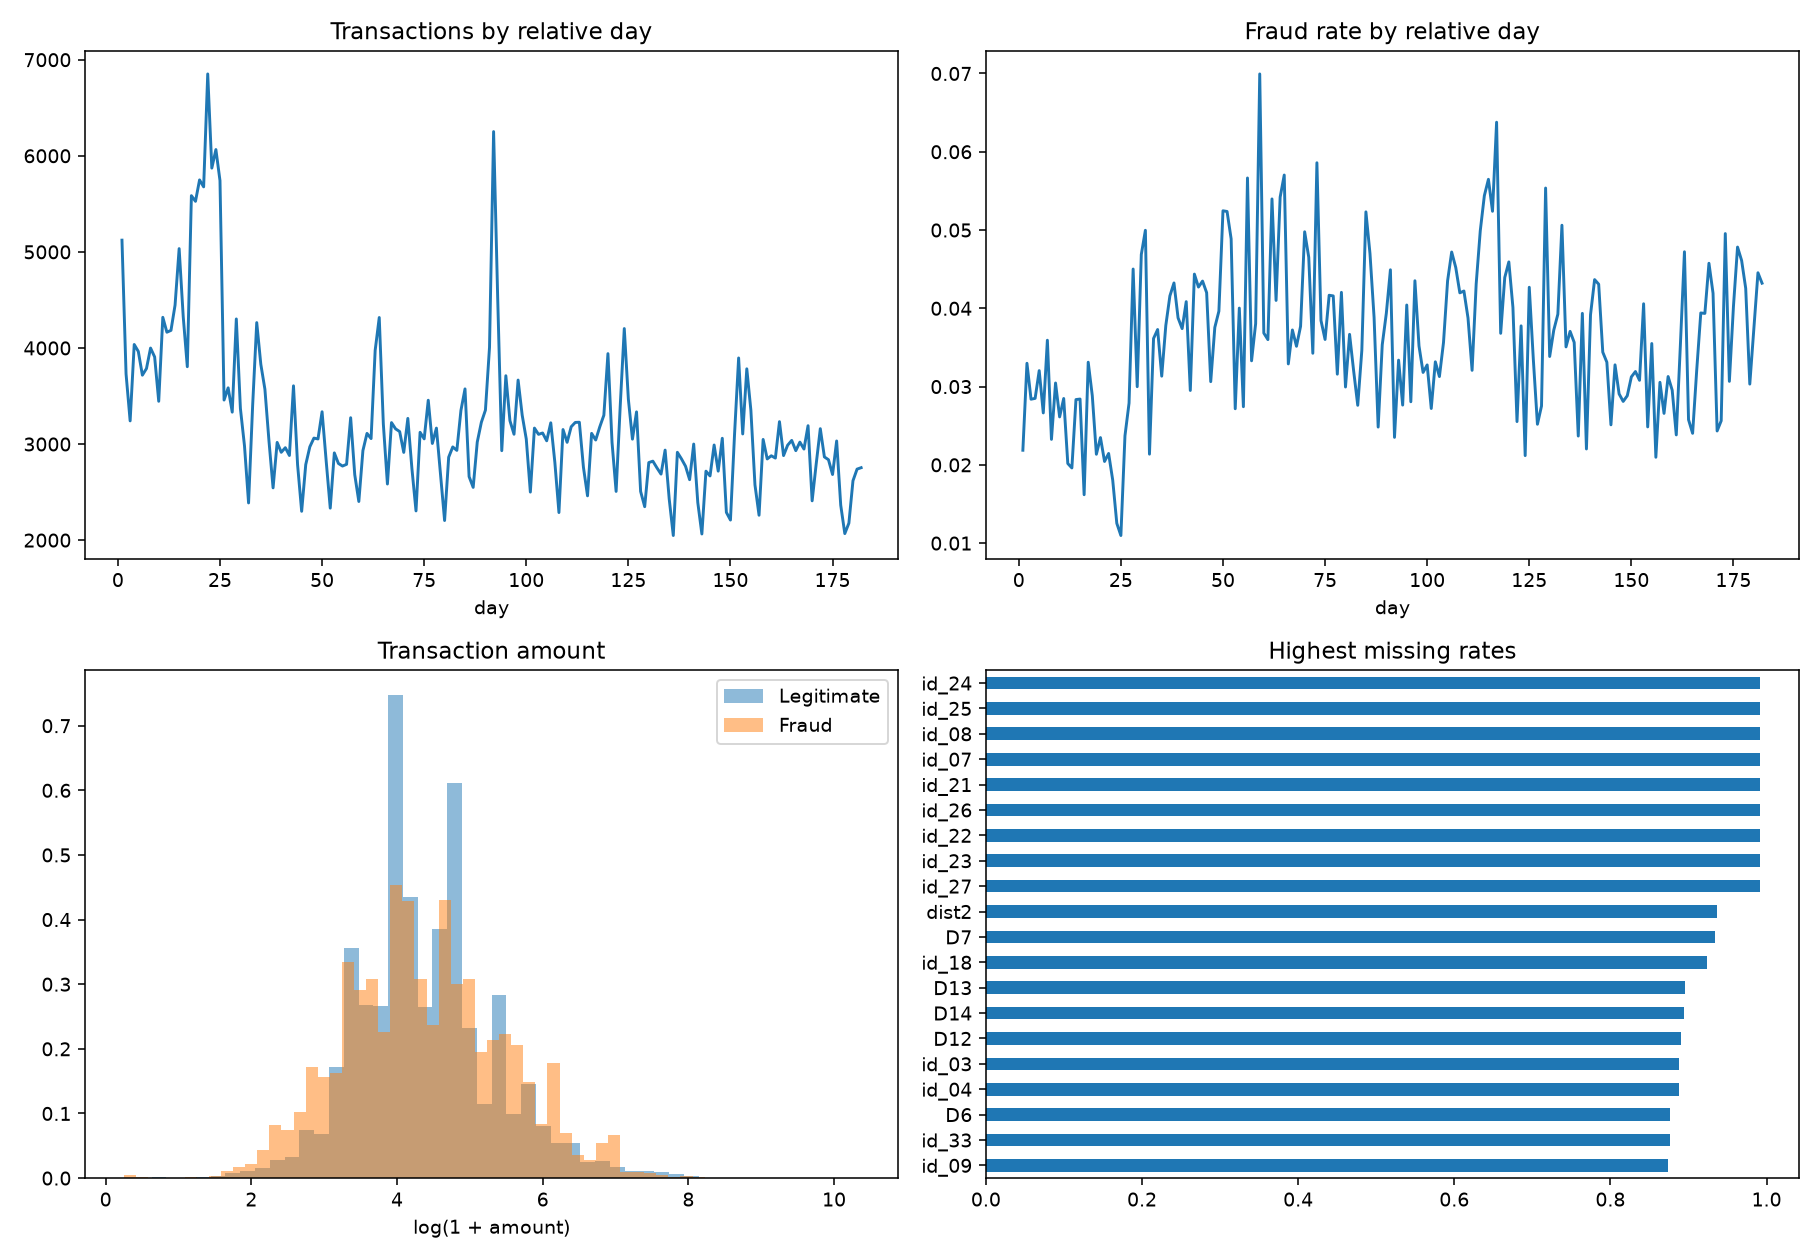 Transactions by relative day
7000
6000
5000
4000
3000
2000
0 25 50 75 100 125 150 175
day
Fraud rate by relative day
0.07
0.06
0.05
0.04
0.03
0.02
0.01
0 25 50 75 100 125 150 175
day
Transaction amount
Legitimate
Fraud
0.7
0.6
0.5
0.4
0.3
0.2
0.1
0.0
0 2 4 6 8 10
log(1 + amount)
Highest missing rates
id_24
id_25
id_08
id_07
id_21
id_26
id_22
id_23
id_27
dist2
D7
id_18
D13
D14
D12
id_03
id_04
D6
id_33
id_09
0.0 0.2 0.4 0.6 0.8 1.0